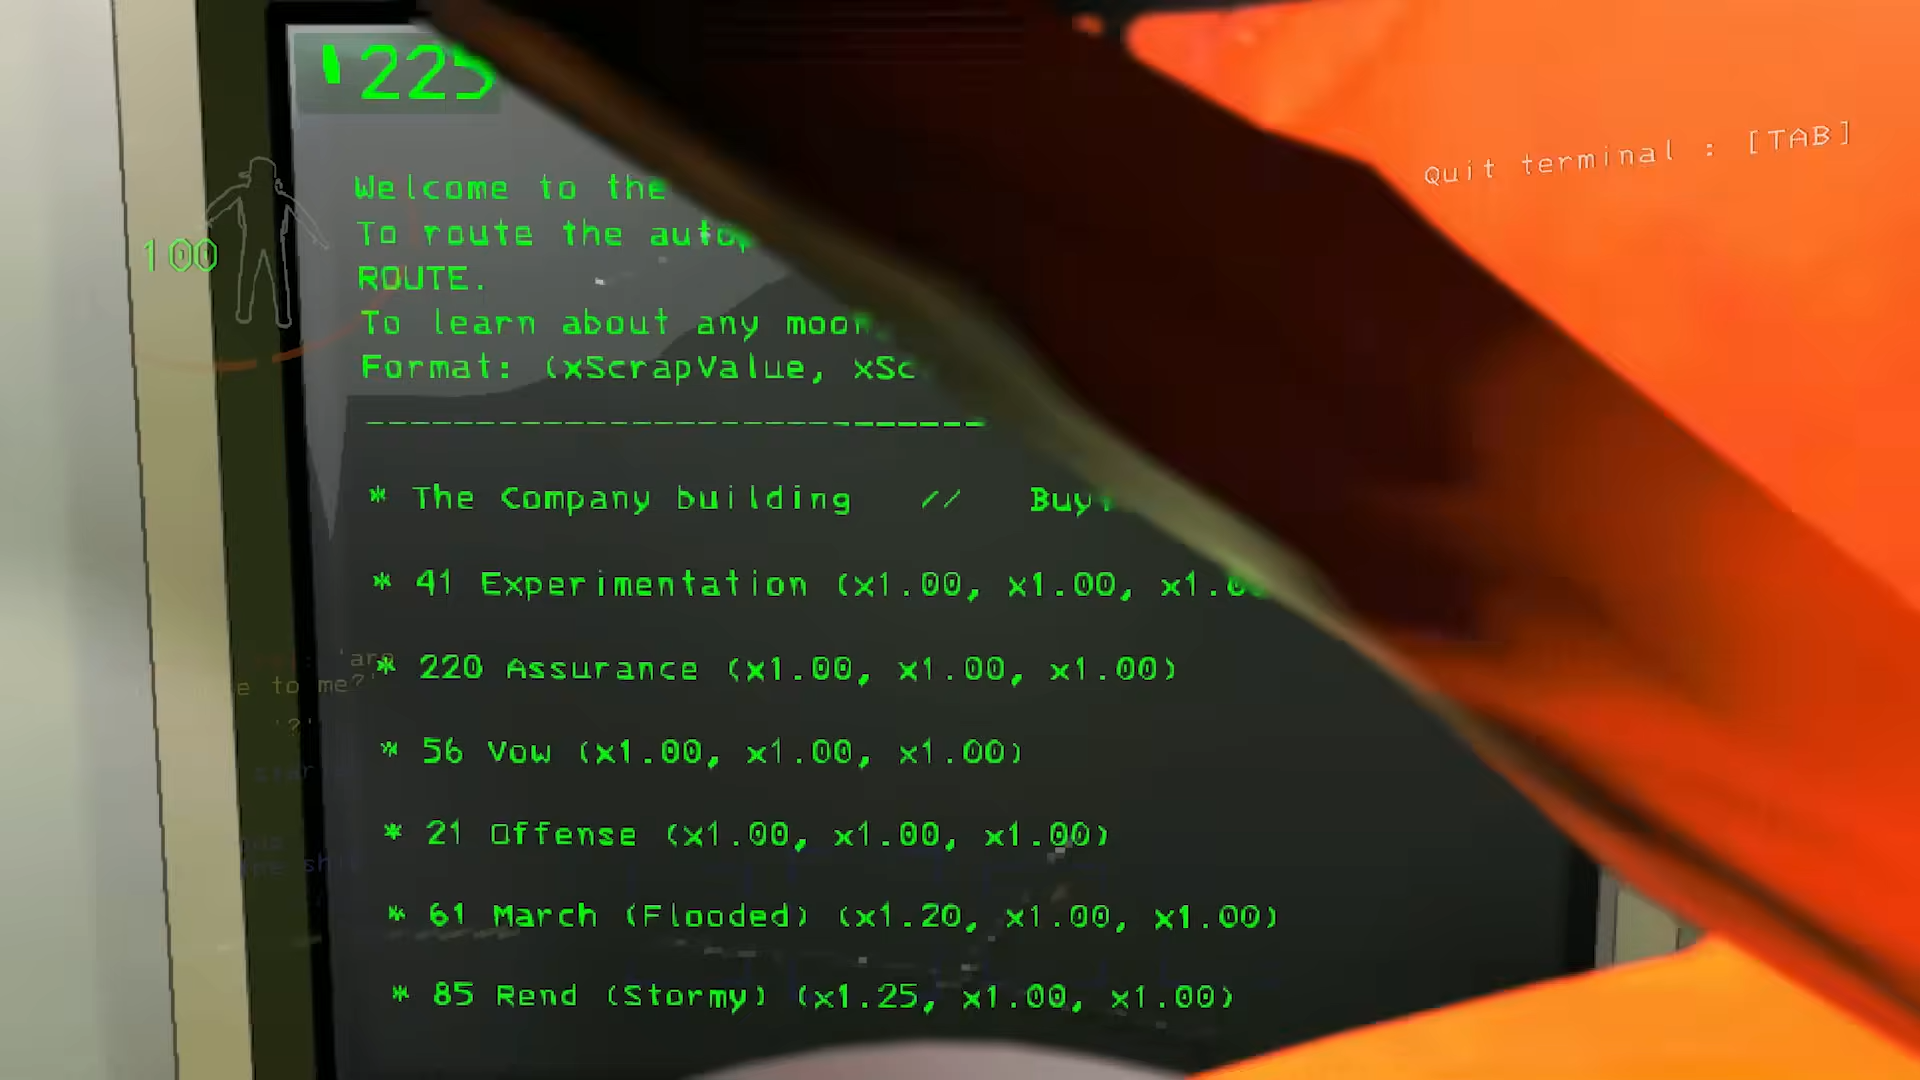 225
Welcome to the
Quit terminal : [TAB]
To route the
100
ROUTE.
To learn about any moon,
Format: (xScrapValue,
* The Company building //
* 41 Experimentation (x1.00, x1.00,
* 220 Assurance (x1.00, x1.00, x1.00)
e to me?'
'?'
* 56 Vow (x1.00, x1.00, x1.00)
* 21 Offense (x1.00, x1.00, x1.00)
* 61 March (Flooded) (x1.20, x1.00, x1.00)
* 85 Rend (Stormy) (x1.25, x1.00, x1.00)